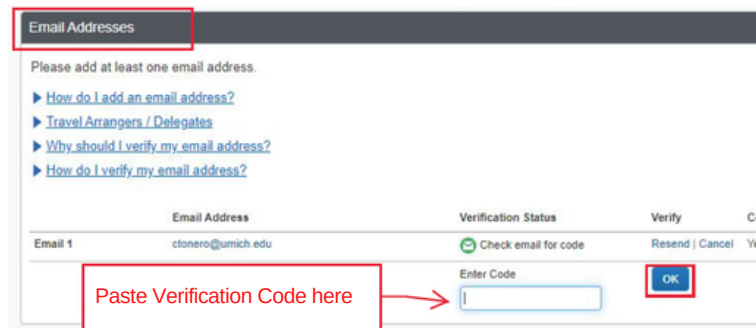 Email Addresses
Please add at least one email address.
How do I add an email address?
Travel Arrangers / Delegates
Why should I verify my email address?
How do I verify my email address?
Email Address Verification Status Verify
Email 1 ctonero@umich.edu Check email for code Resend | Cancel
Enter Code
Paste Verification Code here OK